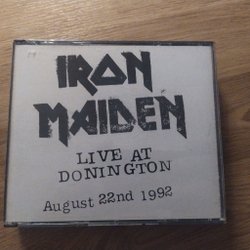 IRON
MAIDEN
LIVE AT
DONINGTON
August 22nd 1992